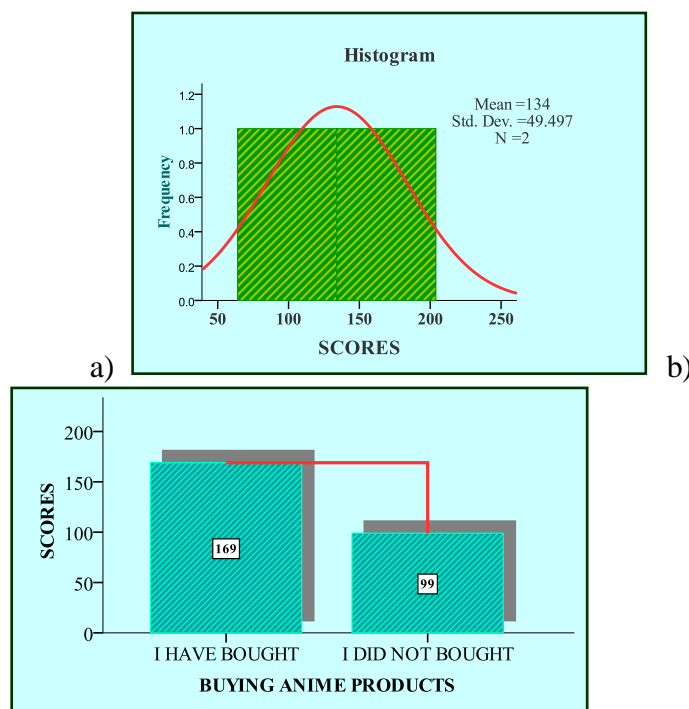 Histogram
Mean =134
Std. Dev. =49.497
N =2
Frequency
1.2
1.0
0.8
0.6
0.4
0.2
0.0
50 100 150 200 250
SCORES
a)
b)
SCORES
200
150
100
50
0
169
99
I HAVE BOUGHT I DID NOT BOUGHT
BUYING ANIME PRODUCTS